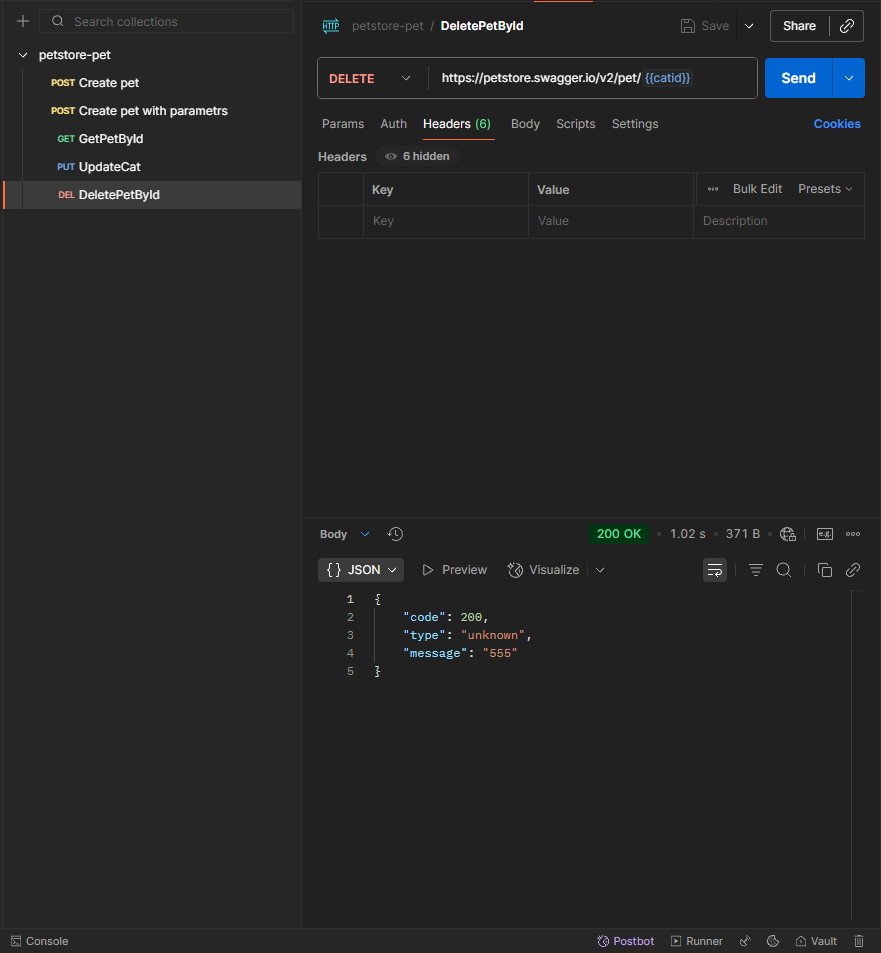 Search collections
petstore-pet
POST Create pet
POST Create pet with parametrs
GET GetPetById
PUT UpdateCat
DEL DeletePetById
HTTP petstore-pet / DeletePetById Save Share
DELETE https://petstore.swagger.io/v2/pet/ {{catid}} Send
Params Auth Headers (6) Body Scripts Settings Cookies
Headers 6 hidden
Key Value Bulk Edit Presets
Key Value Description
Body 200 OK 1.02 s 371 B e.g.
{} JSON Preview Visualize
1 {
2 "code": 200,
3 "type": "unknown",
4 "message": "555"
5 }
Console Postbot Runner Vault